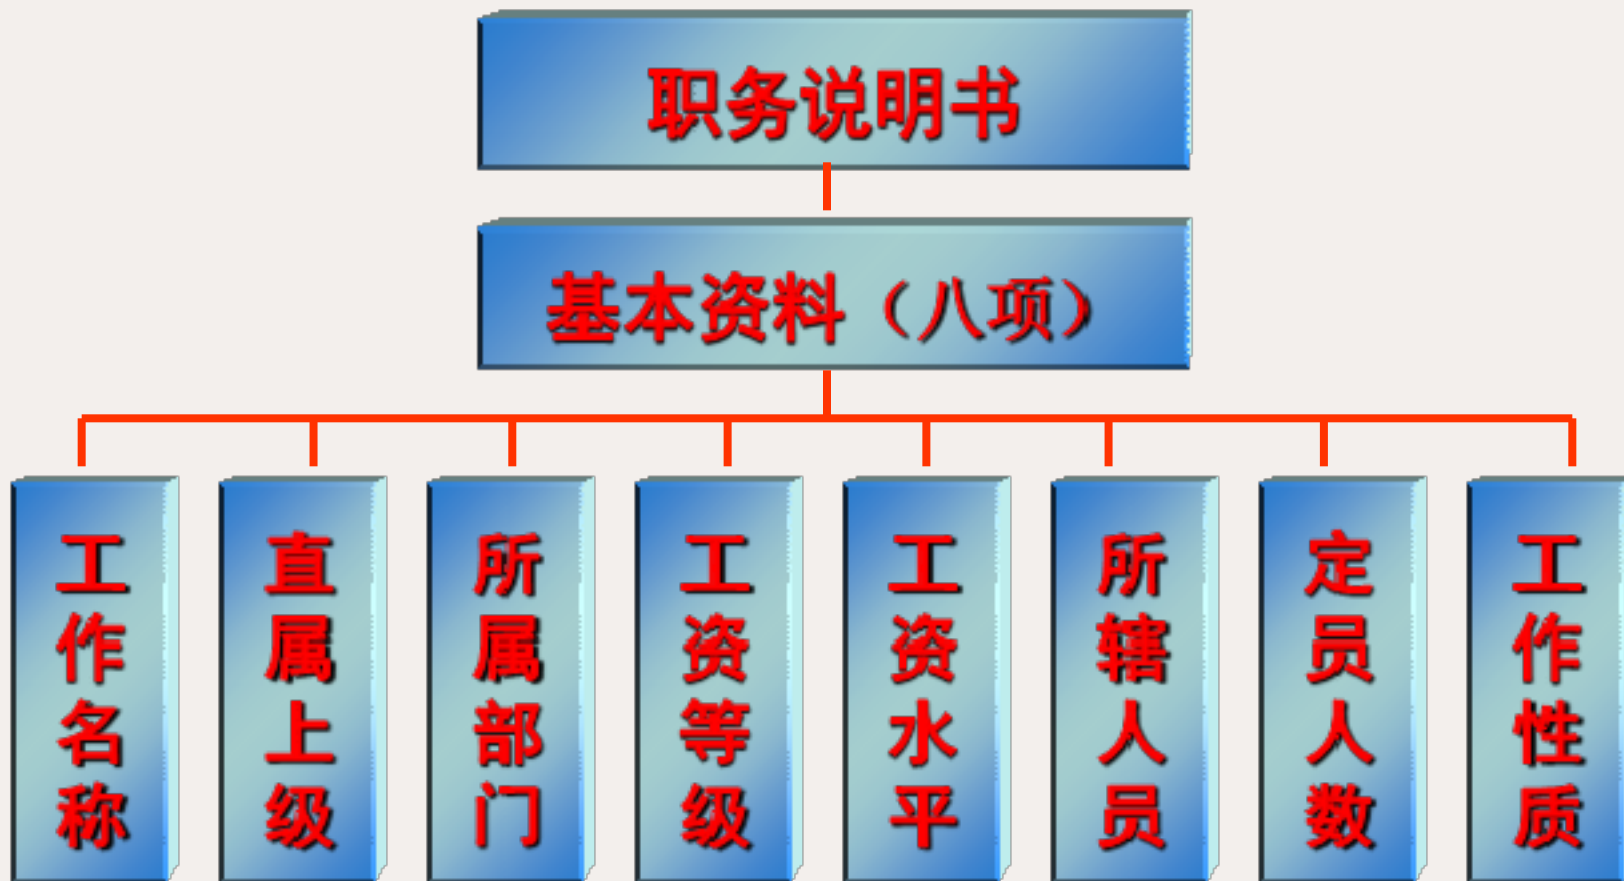 职务说明书
基本资料（八项）
工作名称
直属上级
所属部门
工资等级
工资水平
所辖人员
定员人数
工作性质